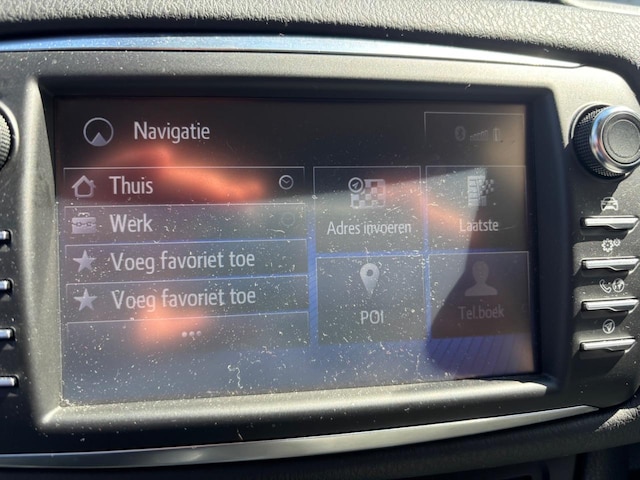 Navigatie
Thuis
Werk
Voeg favoriet toe
Voeg favoriet toe
...
Adres invoeren
Laatste
POI
Tel.boek